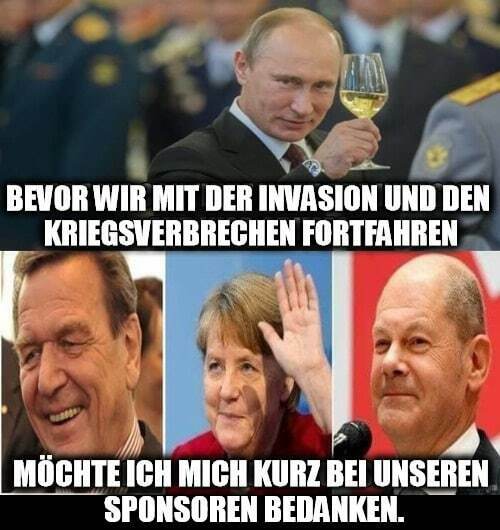 BEVOR WIR MIT DER INVASION UND DEN
KRIEGSVERBRECHEN FORTFAHREN
MÖCHTE ICH MICH KURZ BEI UNSEREN
SPONSOREN BEDANKEN.